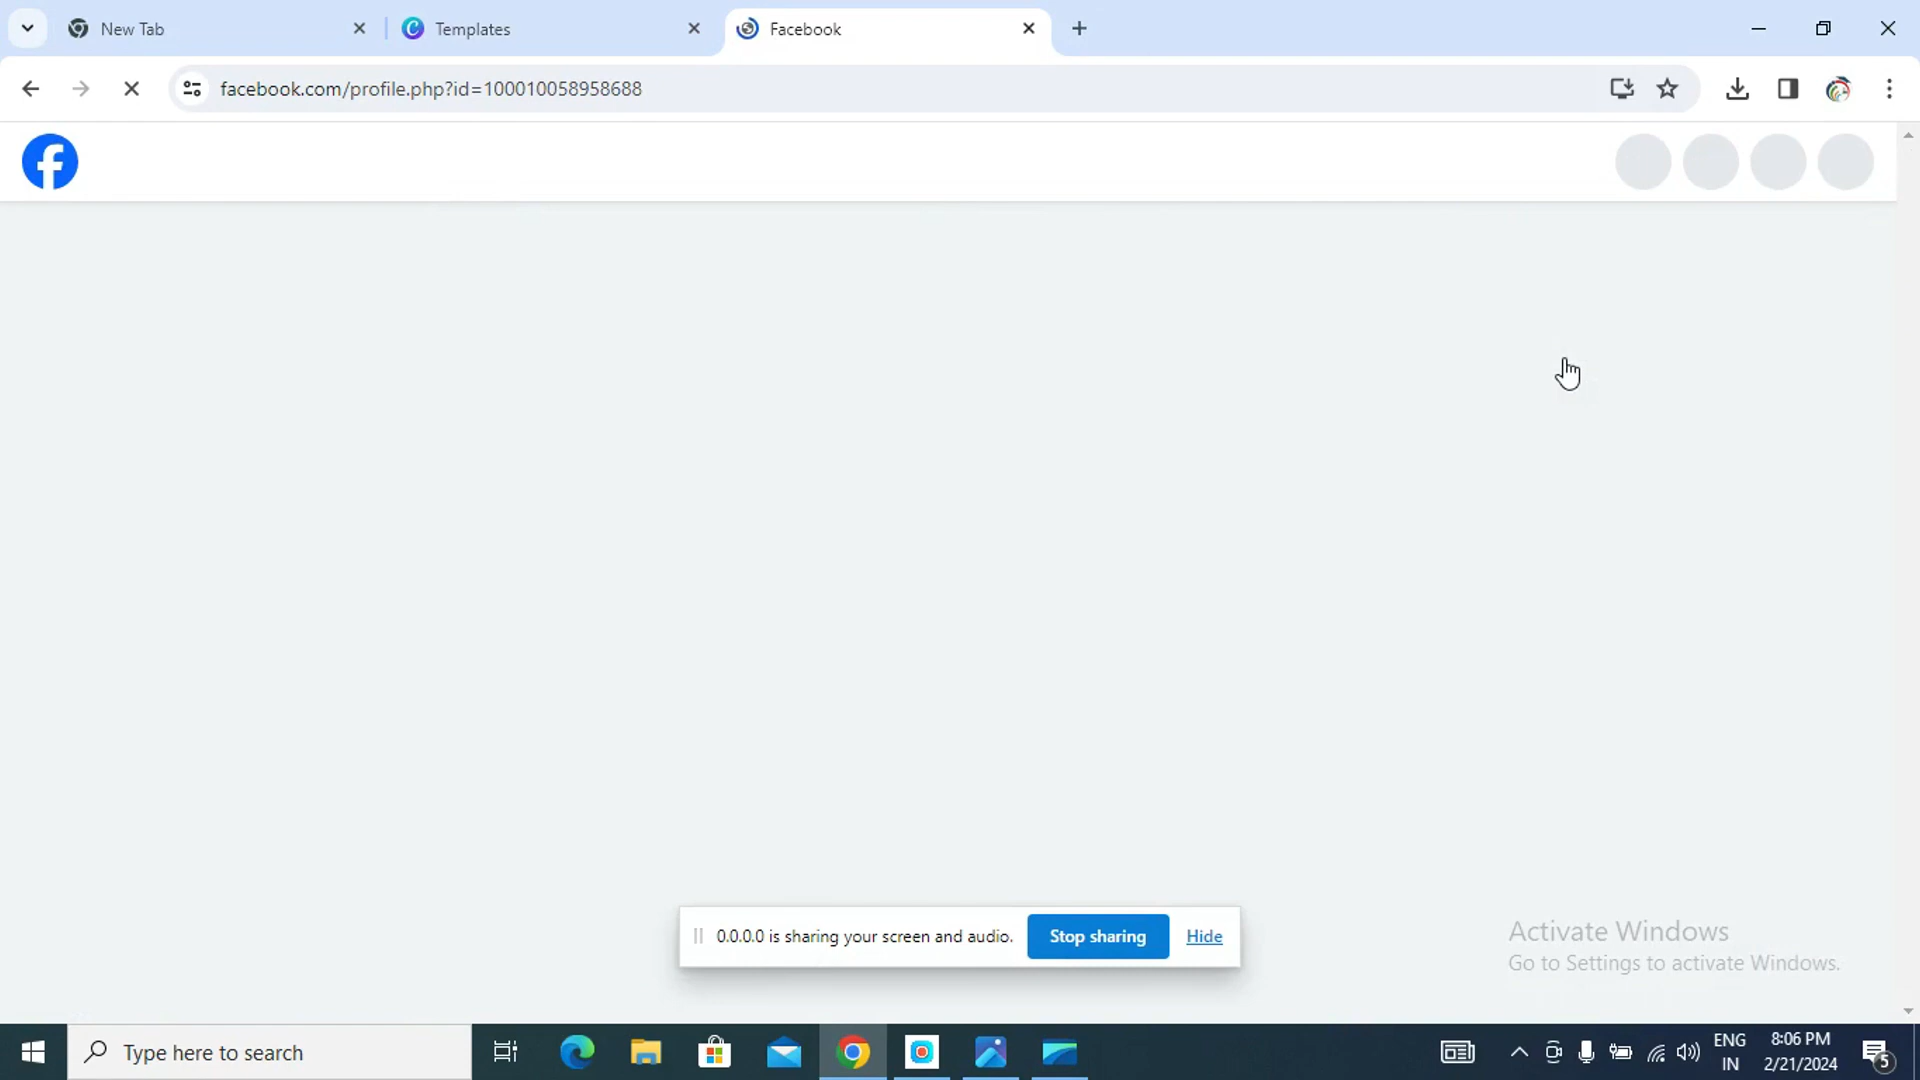 New Tab
Templates
Facebook
facebook.com/profile.php?id=100010058958688
0.0.0.0 is sharing your screen and audio.
Stop sharing
Hide
Activate Windows
Go to Settings to activate Windows.
Type here to search
ENG
IN
8:06 PM
2/21/2024
5